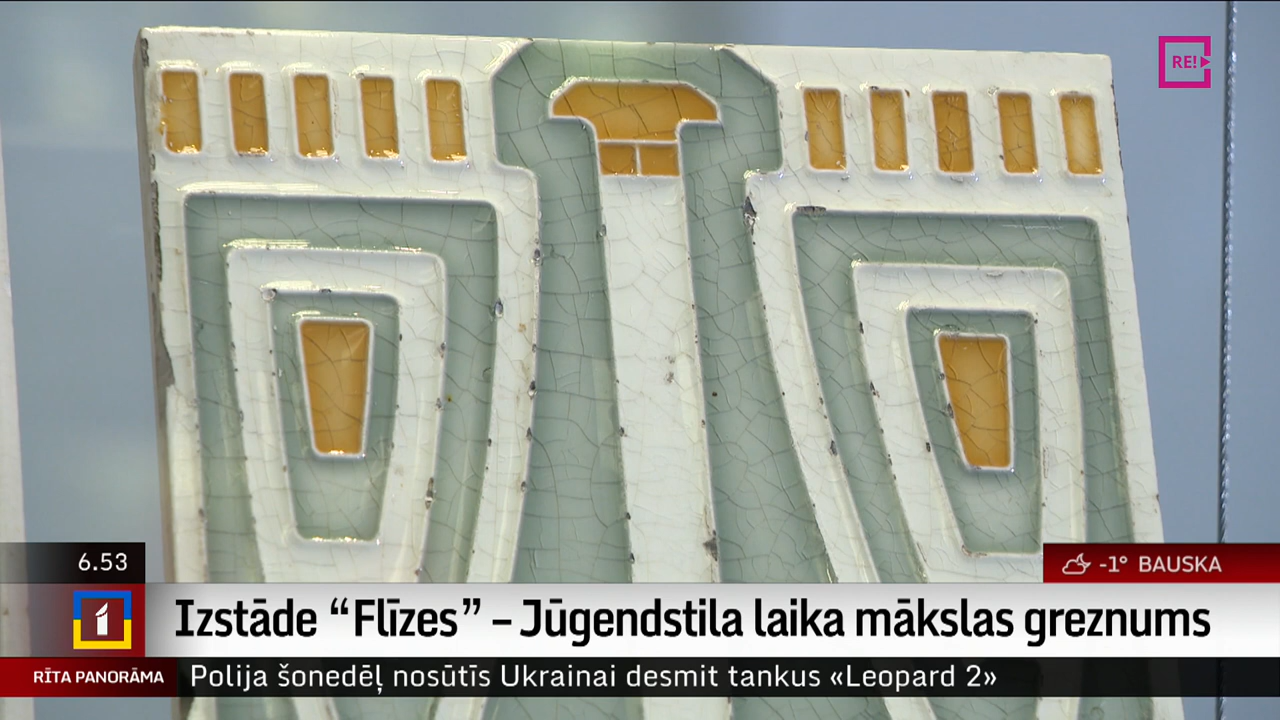 RE!
6.53
-1° BAUSKA
1
Izstāde “Flīzes” – Jūgendstila laika mākslas greznums
RĪTA PANORĀMA
Polija šonedēļ nosūtīs Ukrainai desmit tankus «Leopard 2»